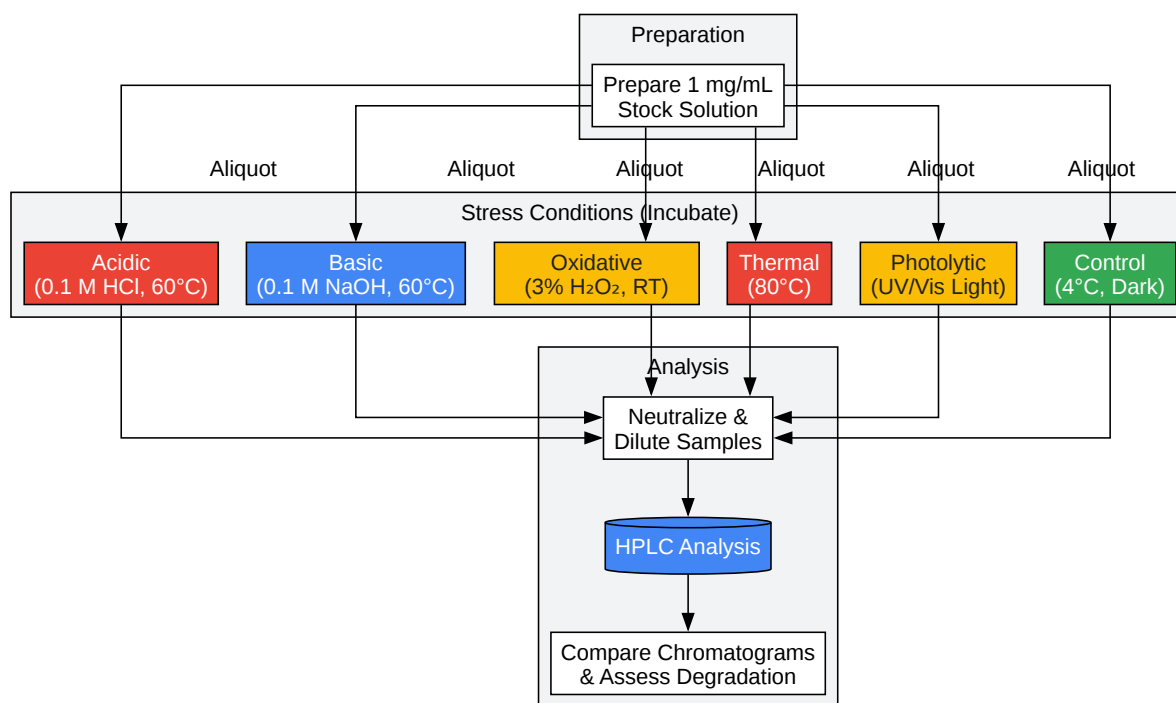 Preparation
Prepare 1 mg/mL
Stock Solution
Aliquot
Aliquot
Aliquot
Aliquot
Aliquot
Stress Conditions (Incubate)
Acidic
(0.1 M HCl, 60°C)
Basic
(0.1 M NaOH, 60°C)
Oxidative
(3% H₂O₂, RT)
Thermal
(80°C)
Photolytic
(UV/Vis Light)
Control
(4°C, Dark)
Analysis
Neutralize &
Dilute Samples
HPLC Analysis
Compare Chromatograms
& Assess Degradation